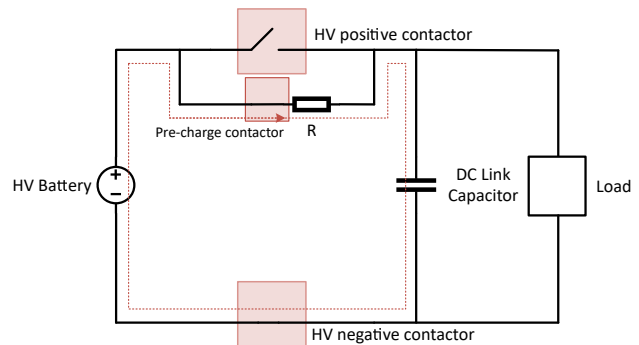 HV positive contactor
Pre-charge contactor
R
HV Battery
+
−
DC Link
Capacitor
Load
HV negative contactor